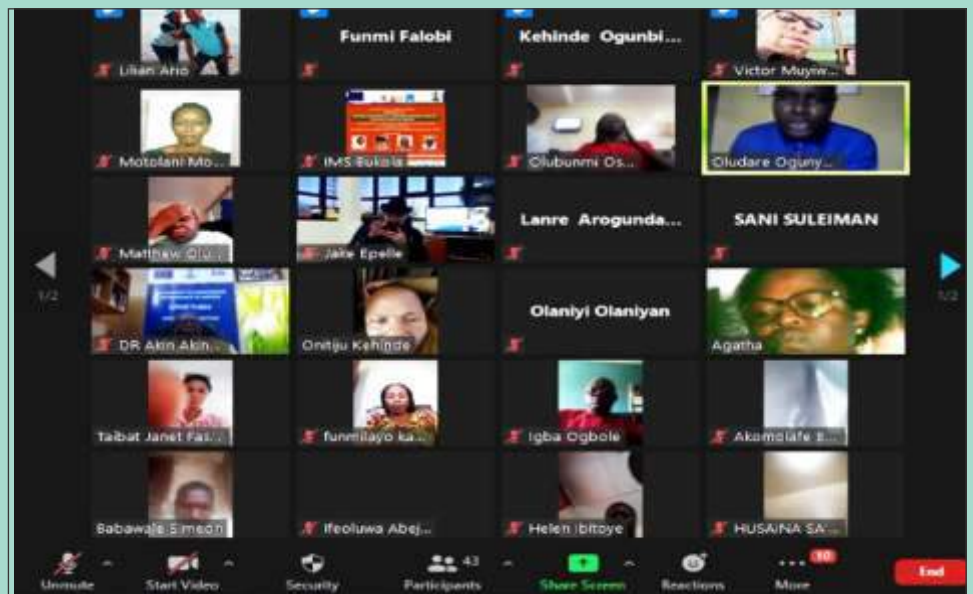 Lilian Ario
Funmi Falobi
Kehinde Ogunbi...
Victor Muyiw...
Motolani Mo...
IMS Bukola
Olubunmi Os...
Oludare Oguny...
Matthew Olu...
Jake Epelle
Lanre Arogunda...
SANI SULEIMAN
1/2
1/2
DR Akin Akin...
Onitiju Kehinde
Olaniyi Olaniyan
Agatha
Taibat Janet Fas...
funmilayo ka...
Igba Ogbole
Akomolafe
Babawale Simeon
Ifeoluwa Abej...
Helen Ibitoye
HUSAINA SA...
Unmute
Start Video
Security
43
Participants
Share Screen
Reactions
10
More
End